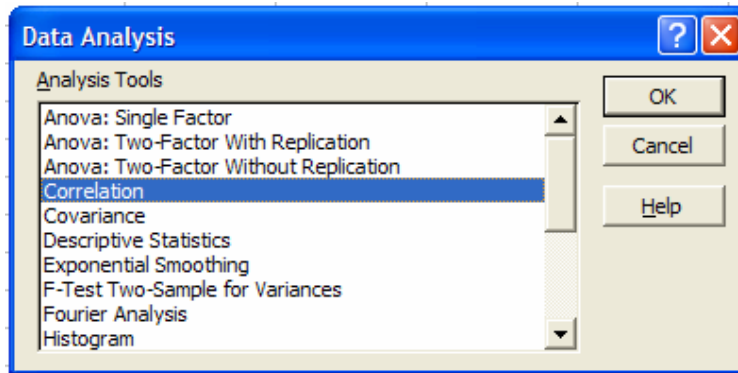 Data Analysis
?
Analysis Tools
Anova: Single Factor
Anova: Two-Factor With Replication
Anova: Two-Factor Without Replication
Correlation
Covariance
Descriptive Statistics
Exponential Smoothing
F-Test Two-Sample for Variances
Fourier Analysis
Histogram
OK
Cancel
Help